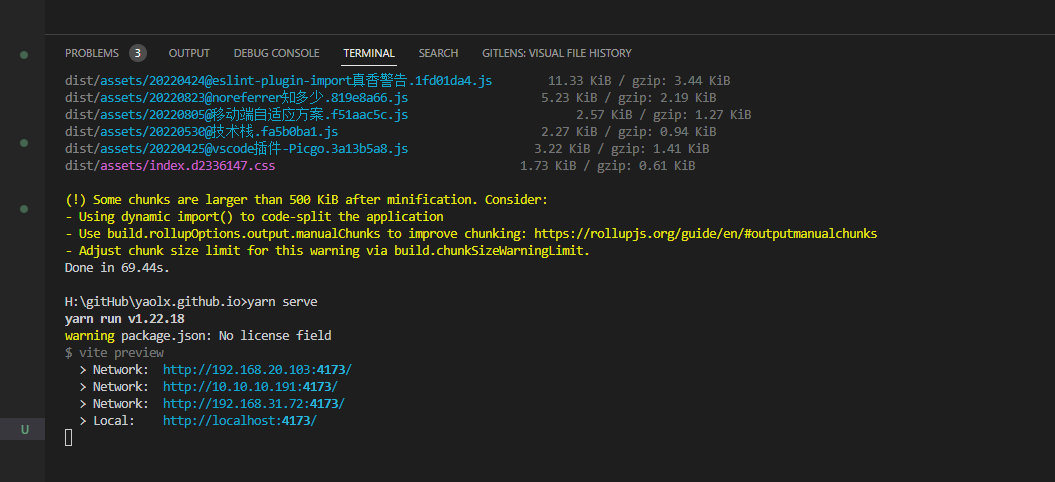 PROBLEMS 3 OUTPUT DEBUG CONSOLE TERMINAL SEARCH GITLENS: VISUAL FILE HISTORY
dist/assets/20220424@eslint-plugin-import真香警告.1fd01da4.js 11.33 KiB / gzip: 3.44 KiB
dist/assets/20220823@noreferrer知多少.819e8a66.js 5.23 KiB / gzip: 2.19 KiB
dist/assets/20220805@移动端自适应方案.f51aac5c.js 2.57 KiB / gzip: 1.27 KiB
dist/assets/20220530@技术栈.fa5b0ba1.js 2.27 KiB / gzip: 0.94 KiB
dist/assets/20220425@vscode插件-Picgo.3a13b5a8.js 3.22 KiB / gzip: 1.41 KiB
dist/assets/index.d2336147.css 1.73 KiB / gzip: 0.61 KiB
(!) Some chunks are larger than 500 KiB after minification. Consider:
- Using dynamic import() to code-split the application
- Use build.rollupOptions.output.manualChunks to improve chunking: https://rollupjs.org/guide/en/#outputmanualchunks
- Adjust chunk size limit for this warning via build.chunkSizeWarningLimit.
Done in 69.44s.
H:\gitHub\yaolx.github.io>yarn serve
yarn run v1.22.18
warning package.json: No license field
$ vite preview
> Network: http://192.168.20.103:4173/
> Network: http://10.10.10.191:4173/
> Network: http://192.168.31.72:4173/
> Local: http://localhost:4173/
U